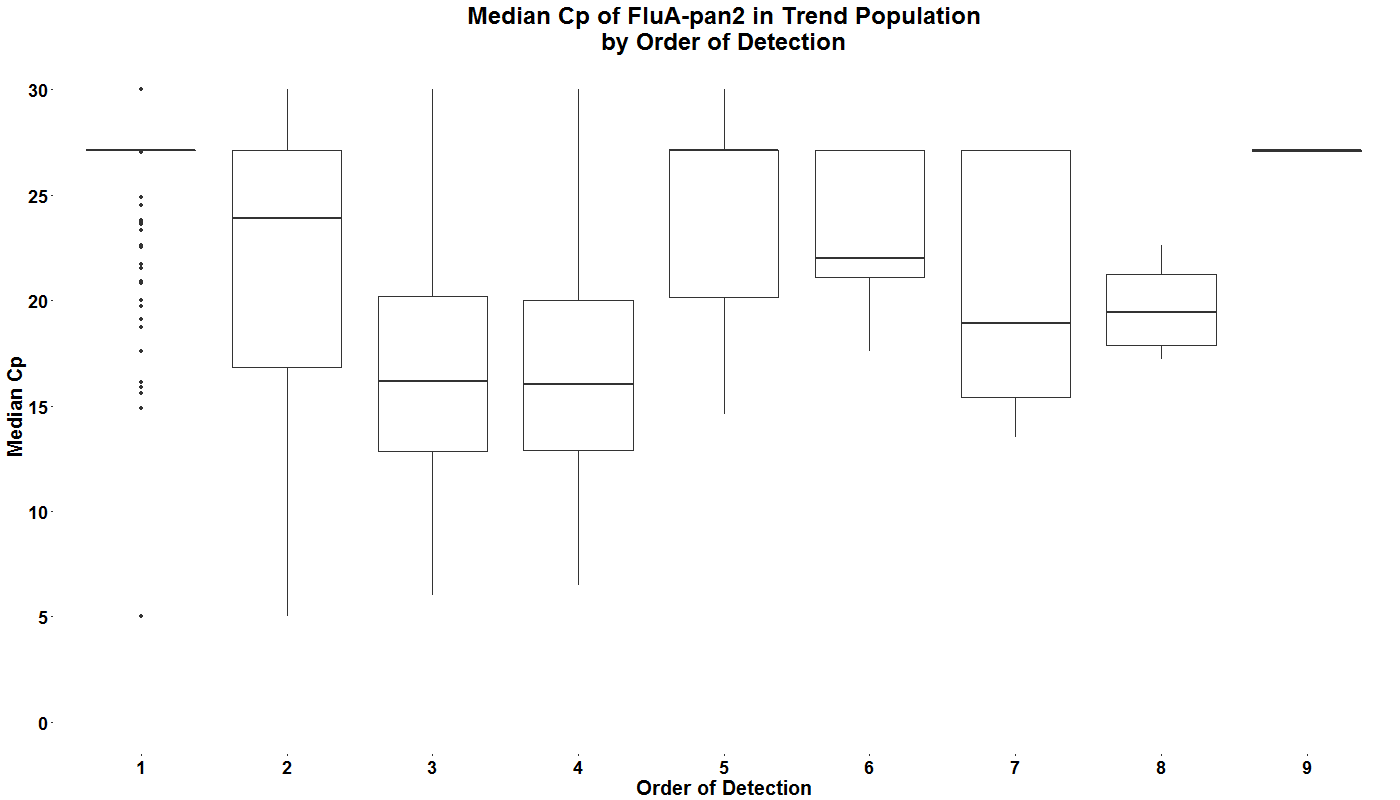 Median Cp of FluA-pan2 in Trend Population
by Order of Detection
Median Cp
30
25
20
15
10
5
0
1 2 3 4 5 6 7 8 9
Order of Detection